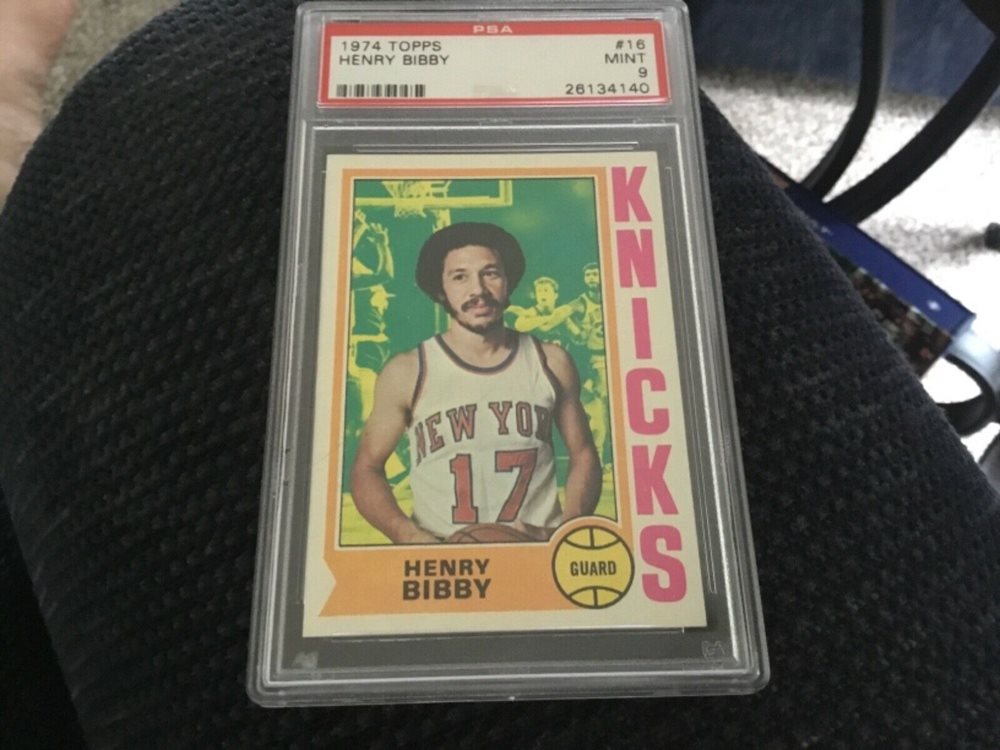 PSA
1974 TOPPS #16
HENRY BIBBY MINT
9
26134140
KNICKS
NEW YOR
17
HENRY
BIBBY
GUARD